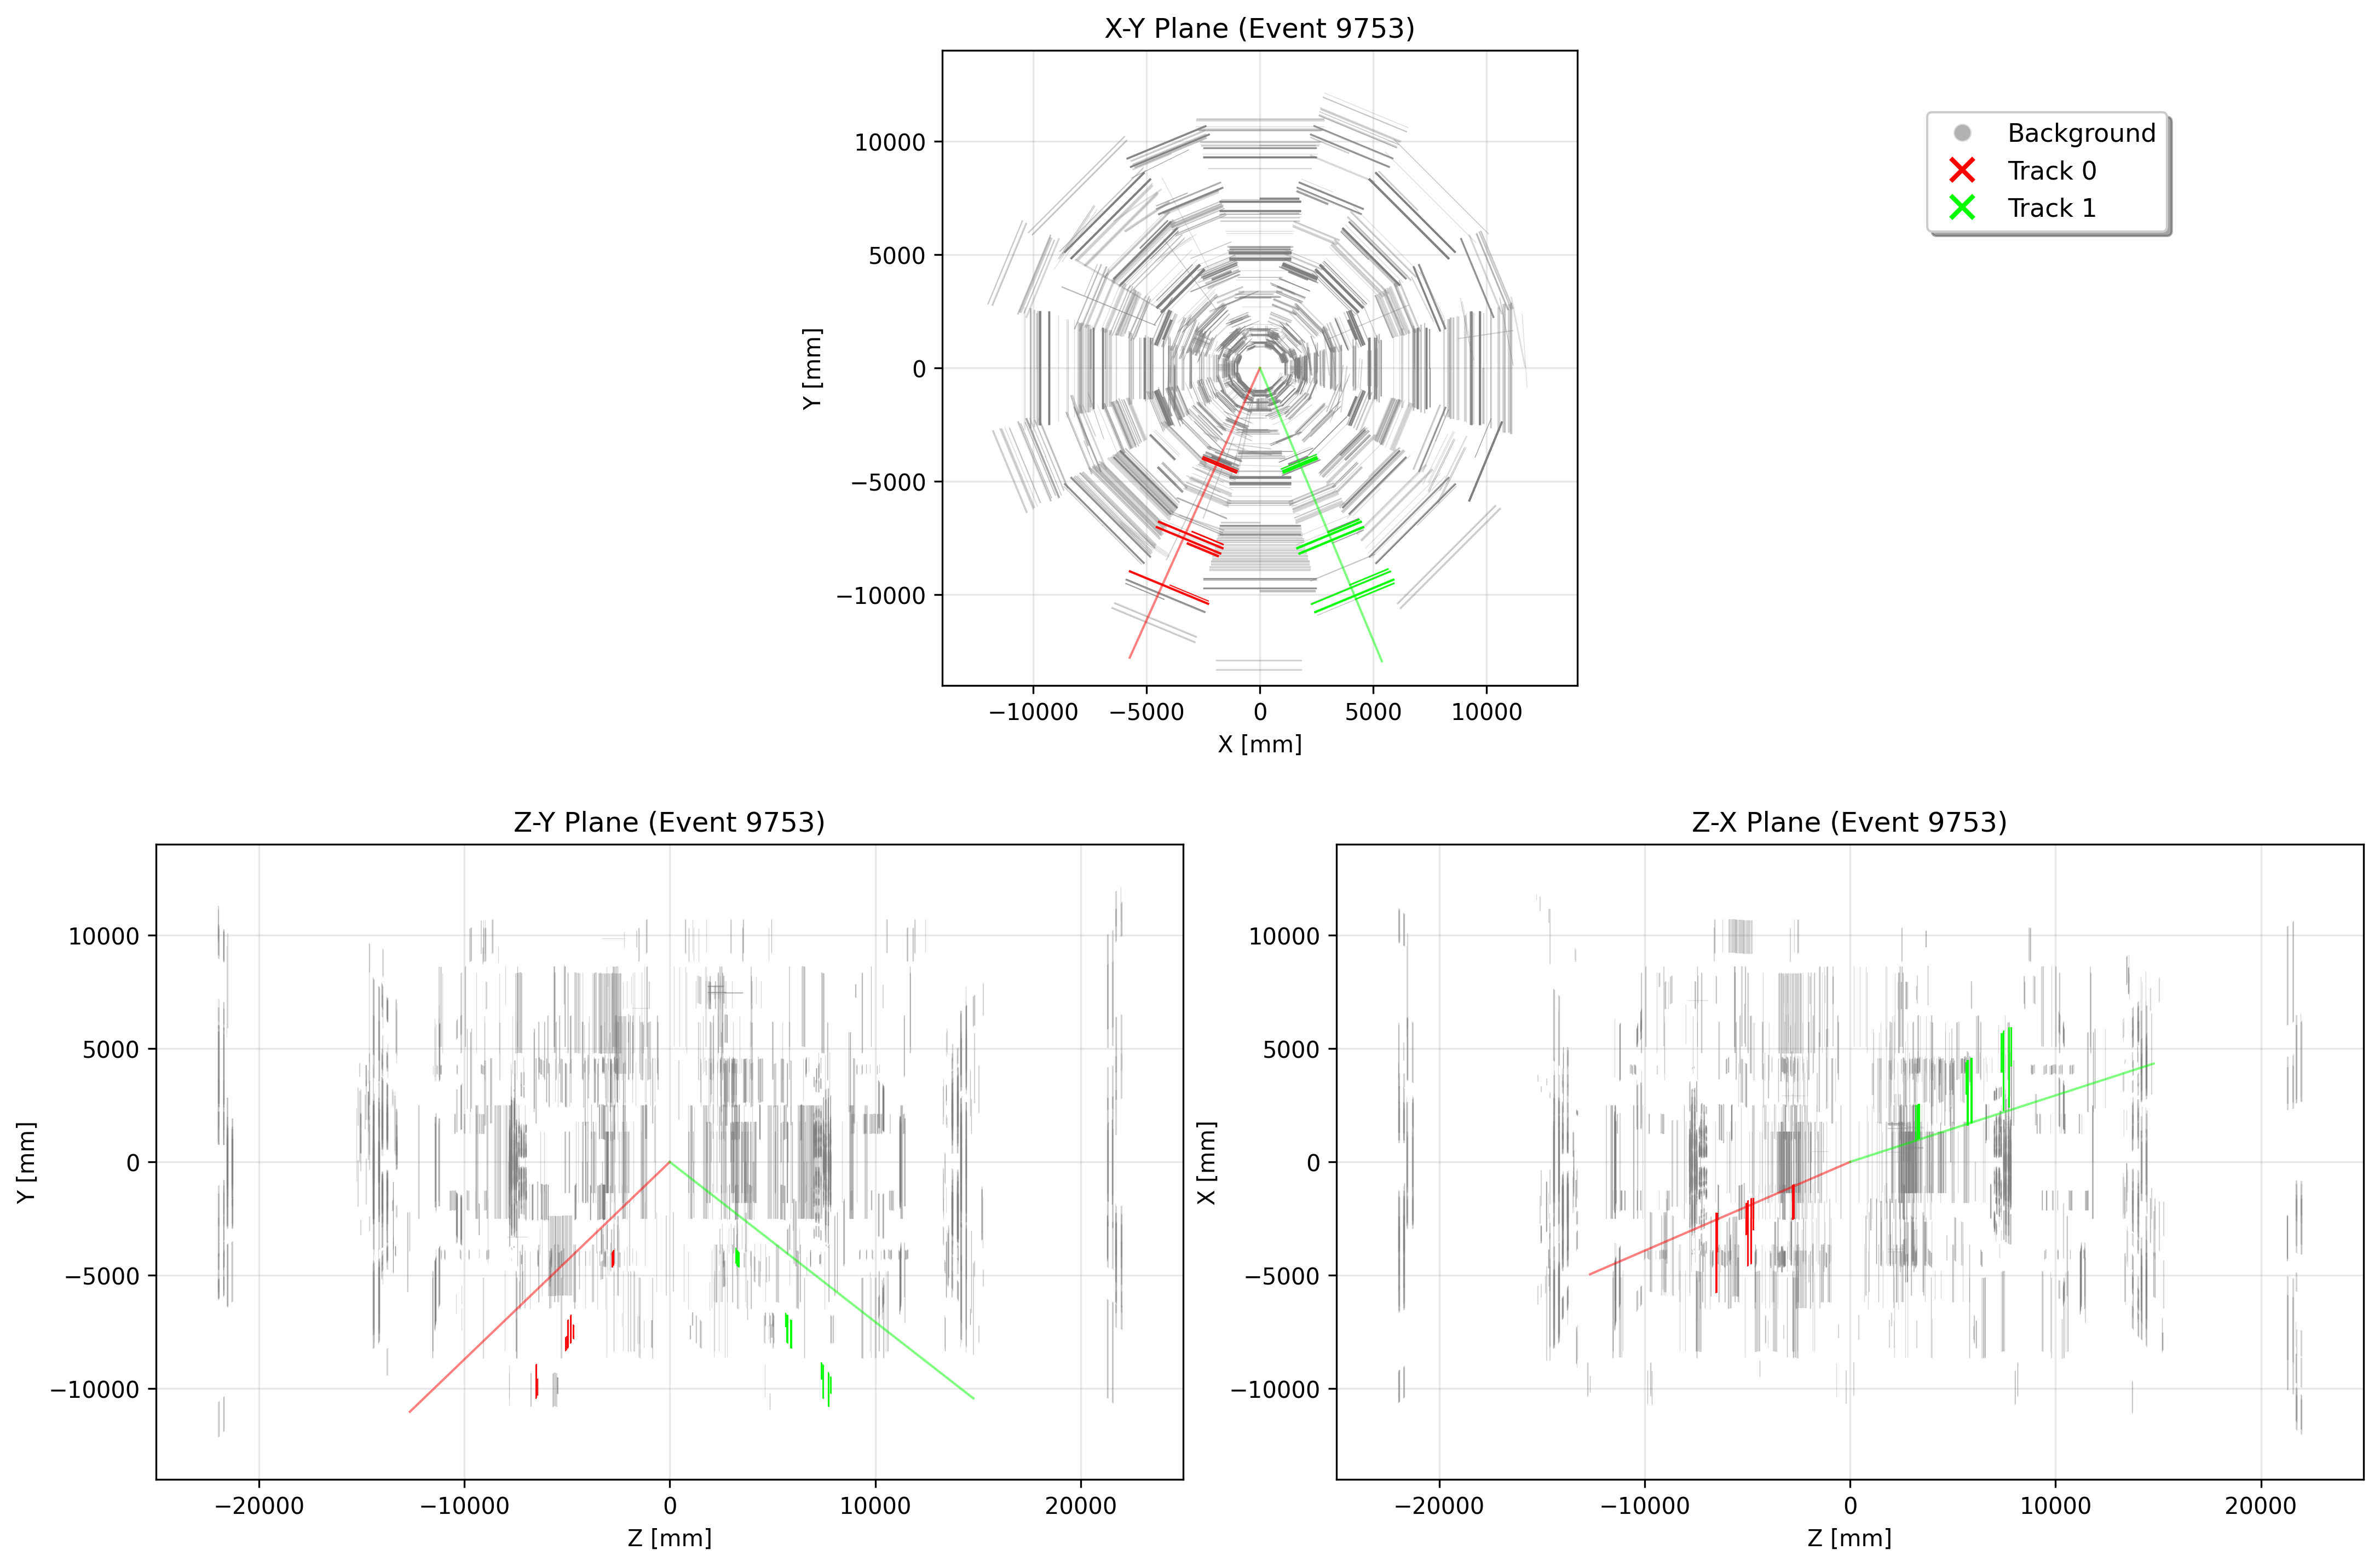 X-Y Plane (Event 9753)
Y [mm]
10000
5000
0
−5000
−10000
−10000 −5000 0 5000 10000
X [mm]
Background
Track 0
Track 1
Z-Y Plane (Event 9753)
Y [mm]
10000
5000
0
−5000
−10000
−20000 −10000 0 10000 20000
Z [mm]
Z-X Plane (Event 9753)
X [mm]
10000
5000
0
−5000
−10000
−20000 −10000 0 10000 20000
Z [mm]